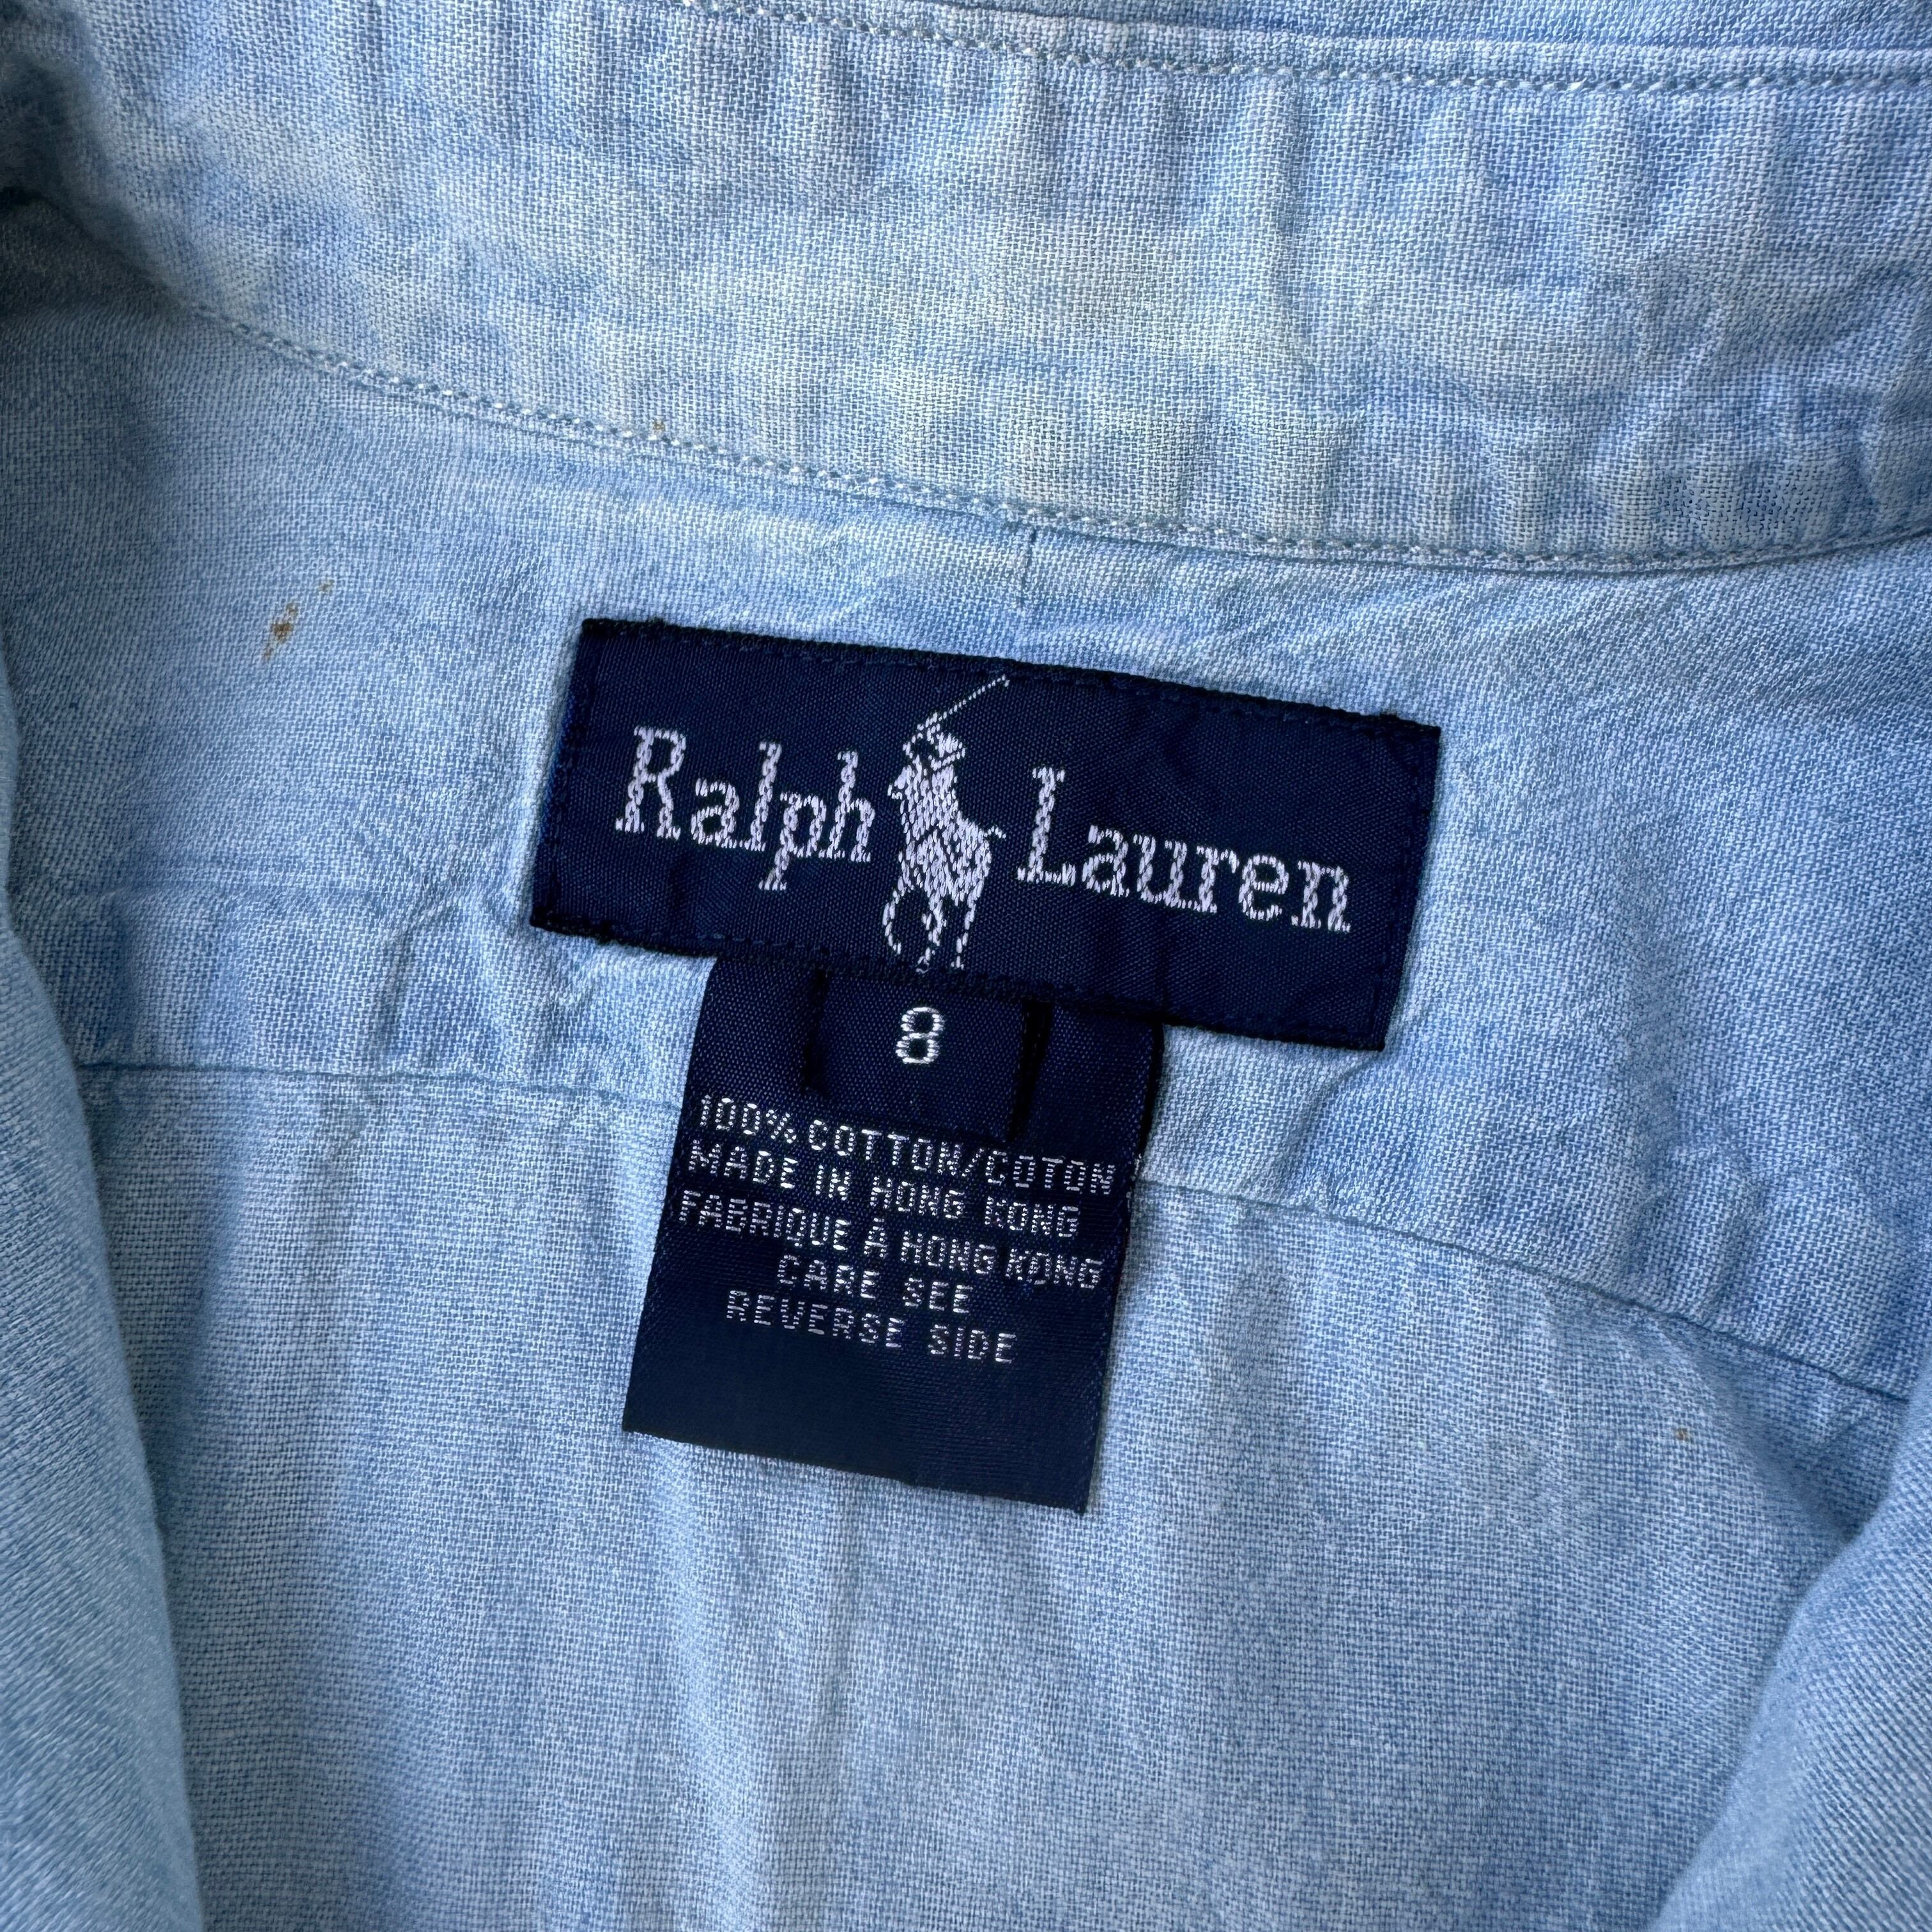 Ralph Lauren
8
100% COTTON/COTON
MADE IN HONG KONG
FABRIQUE À HONG KONG
CARE SEE
REVERSE SIDE